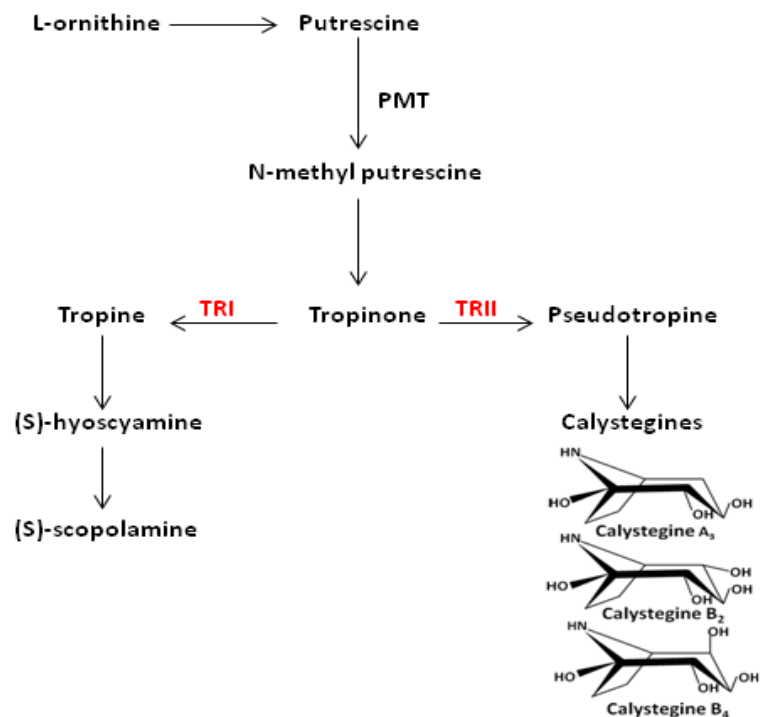 L-ornithine Putrescine
PMT
N-methyl putrescine
Tropine TRI Tropinone TRII Pseudotropine
(S)-hyoscyamine Calystegines
HN
HO OH OH
(S)-scopolamine
Calystegine A₃
HN
OH
HO OH OH
Calystegine B₂
HN OH
HO OH OH
Calystegine B₄